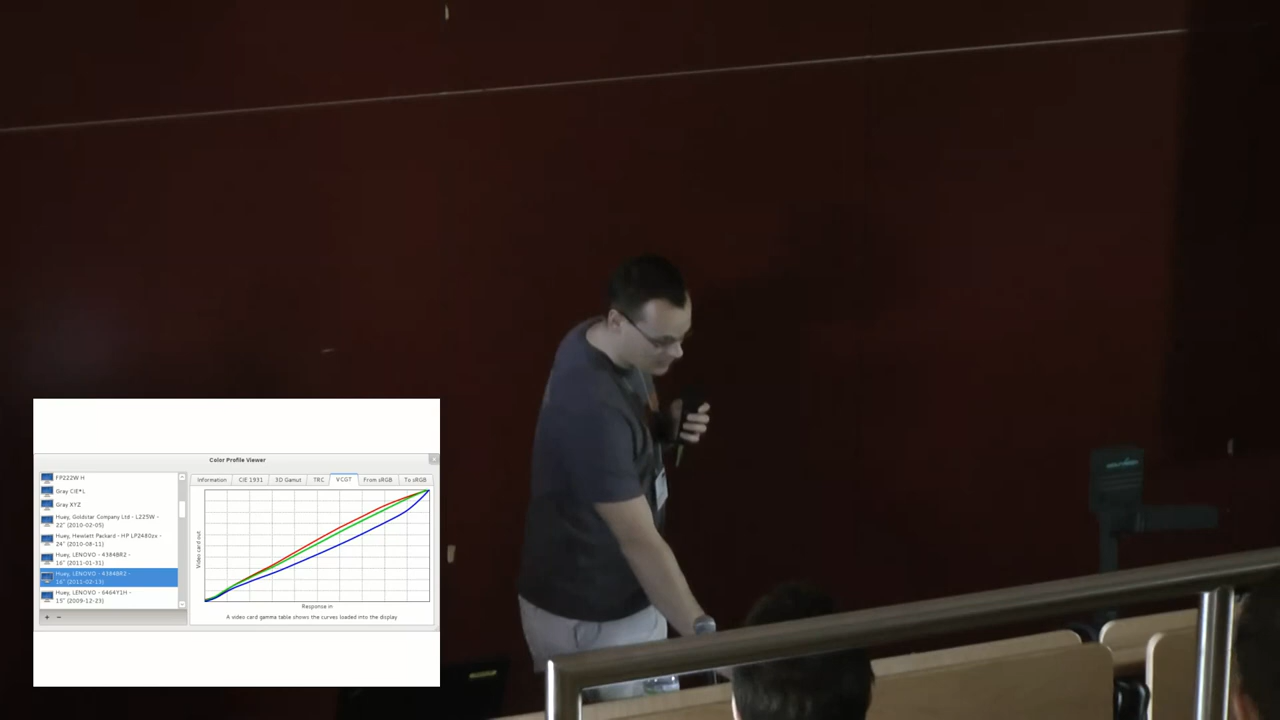 Color Profile Viewer
FP222W H
Gray CIE*L
Gray XYZ
Huey, Goldstar Company Ltd - L225W -
22" (2010-02-05)
Huey, Hewlett Packard - HP LP2480zx -
24" (2010-08-11)
Huey, LENOVO - 4384BR2 -
16" (2011-01-31)
Huey, LENOVO - 4384BR2 -
16" (2011-02-13)
Huey, LENOVO - 6464Y1H -
15" (2009-12-23)
Information
CIE 1931
3D Gamut
TRC
VCGT
From sRGB
To sRGB
Video card out
Response in
A video card gamma table shows the curves loaded into the display